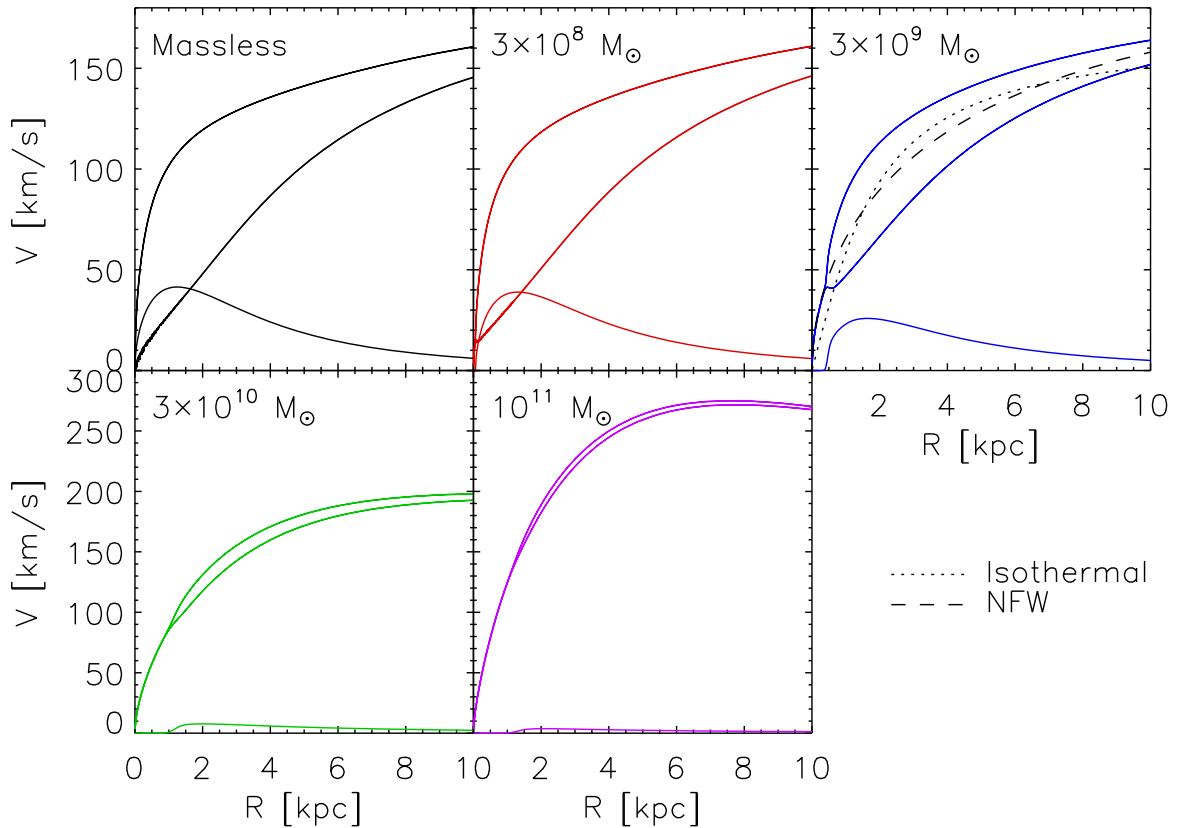 Massless
3×10⁸ M☉
3×10⁹ M☉
V [km/s]
150
100
50
0
2 4 6 8 10
R [kpc]
3×10¹⁰ M☉
10¹¹ M☉
V [km/s]
300
250
200
150
100
50
0
Isothermal
NFW
0 2 4 6 8 10 2 4 6 8 10
R [kpc] R [kpc]